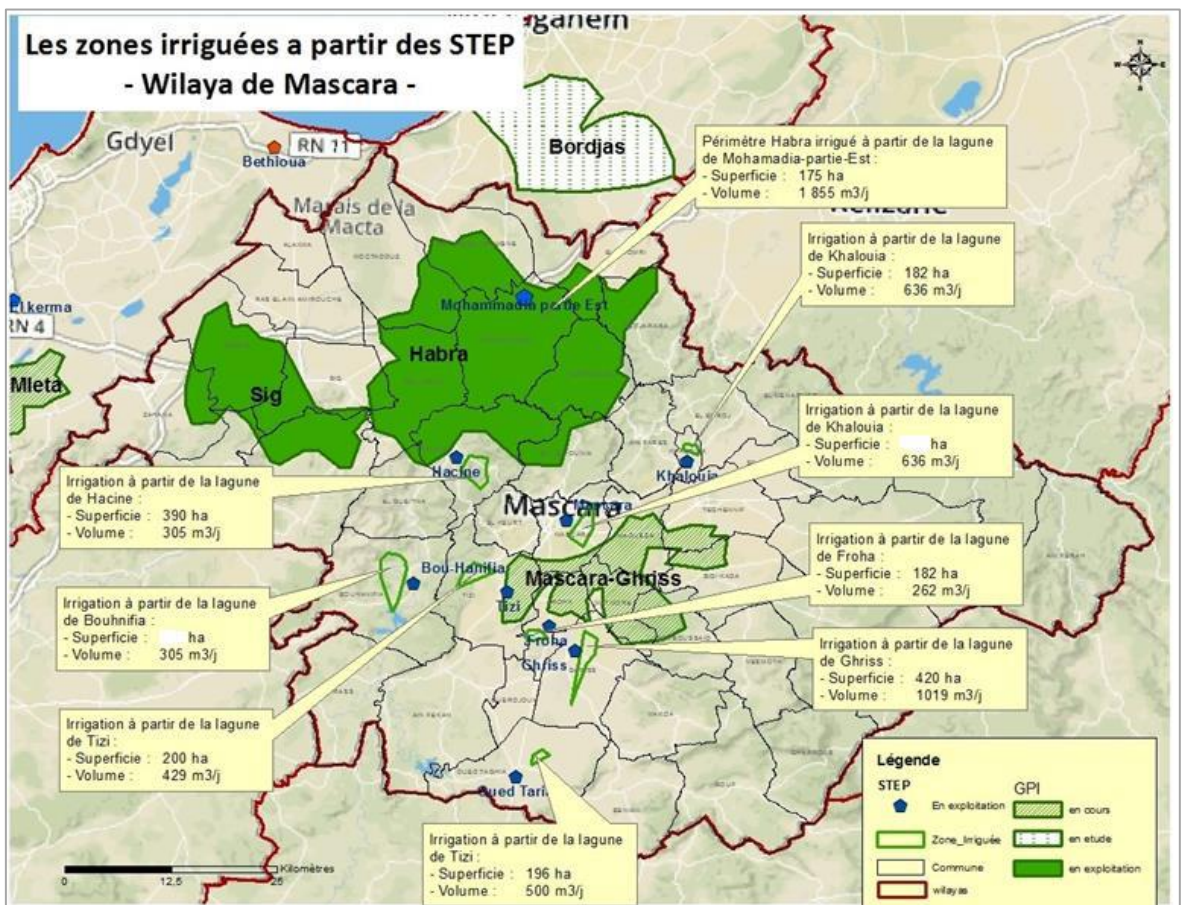 Les zones irriguées a partir des STEP
- Wilaya de Mascara -
aganem
Gdyel
RN 11
Bethioua
Bordjas
Marais de la
Macta
Périmètre Habra irrigué à partir de la lagune
de Mohamadia-partie-Est :
- Superficie : 175 ha
- Volume : 1 855 m3/j
Irrigation à partir de la lagune
de Khalouia :
- Superficie : 182 ha
- Volume : 636 m3/j
El kerma
RN 4
Mohammadia partie Est
Habra
Sig
Mleta
Irrigation à partir de la lagune
de Khalouia :
- Superficie : ha
- Volume : 636 m3/j
Hacine
Khalouia
Mascara
Irrigation à partir de la lagune
de Hacine :
- Superficie : 390 ha
- Volume : 305 m3/j
Irrigation à partir de la lagune
de Froha :
- Superficie : 182 ha
- Volume : 262 m3/j
Bou-Hanifia
Mascara-Ghriss
Tizi
Irrigation à partir de la lagune
de Bouhnifia :
- Superficie : ha
- Volume : 305 m3/j
Froha
Ghriss
Irrigation à partir de la lagune
de Ghriss :
- Superficie : 420 ha
- Volume : 1019 m3/j
Irrigation à partir de la lagune
de Tizi :
- Superficie : 200 ha
- Volume : 429 m3/j
Oued Taria
Irrigation à partir de la lagune
de Tizi :
- Superficie : 196 ha
- Volume : 500 m3/j
Légende
STEP
En exploitation
Zone_Irriguée
Commune
wilayas
GPI
en cours
en etude
en exploitation
Kilomètres
0 12,5 25